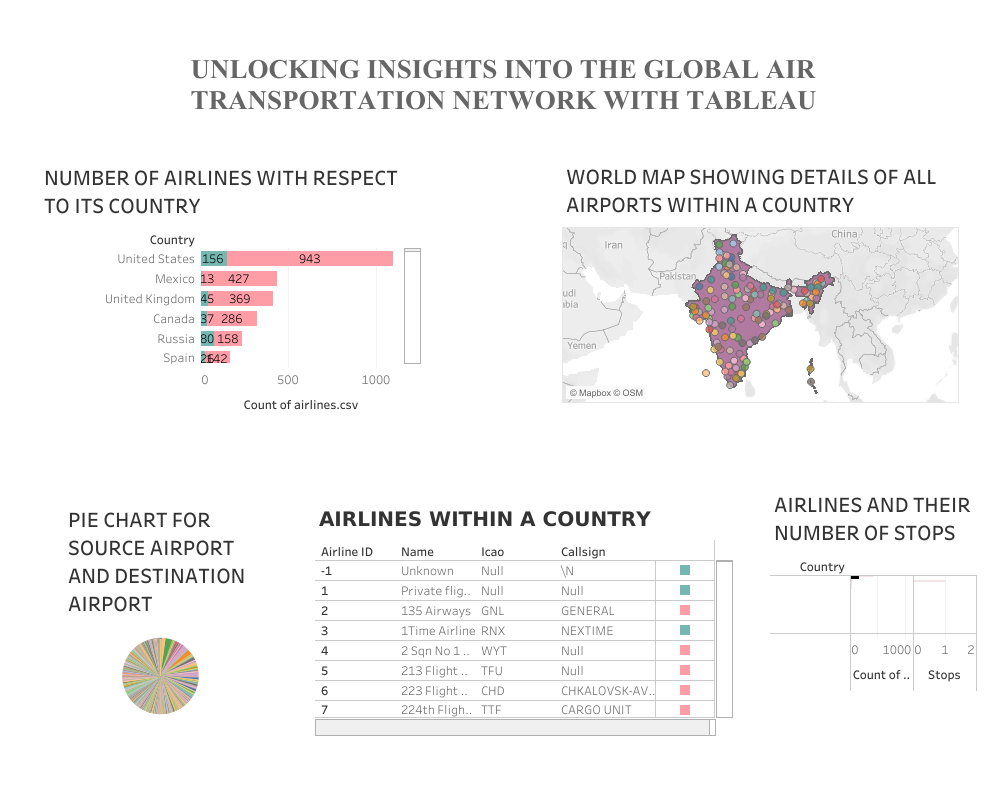 UNLOCKING INSIGHTS INTO THE GLOBAL AIR
TRANSPORTATION NETWORK WITH TABLEAU
NUMBER OF AIRLINES WITH RESPECT
TO ITS COUNTRY
Country
United States 156 943
Mexico 13 427
United Kingdom 45 369
Canada 37 286
Russia 80 158
Spain 142
0 500 1000
Count of airlines.csv
WORLD MAP SHOWING DETAILS OF ALL
AIRPORTS WITHIN A COUNTRY
China
Iran
Pakistan
udi
bia
Yemen
© Mapbox © OSM
PIE CHART FOR
SOURCE AIRPORT
AND DESTINATION
AIRPORT
AIRLINES WITHIN A COUNTRY
Airline ID Name Icao Callsign
-1 Unknown Null \N
1 Private flig.. Null Null
2 135 Airways GNL GENERAL
3 1Time Airline RNX NEXTIME
4 2 Sqn No 1 .. WYT Null
5 213 Flight .. TFU Null
6 223 Flight .. CHD CHKALOVSK-AV..
7 224th Fligh.. TTF CARGO UNIT
AIRLINES AND THEIR
NUMBER OF STOPS
Country
0 1000 0 1 2
Count of .. Stops